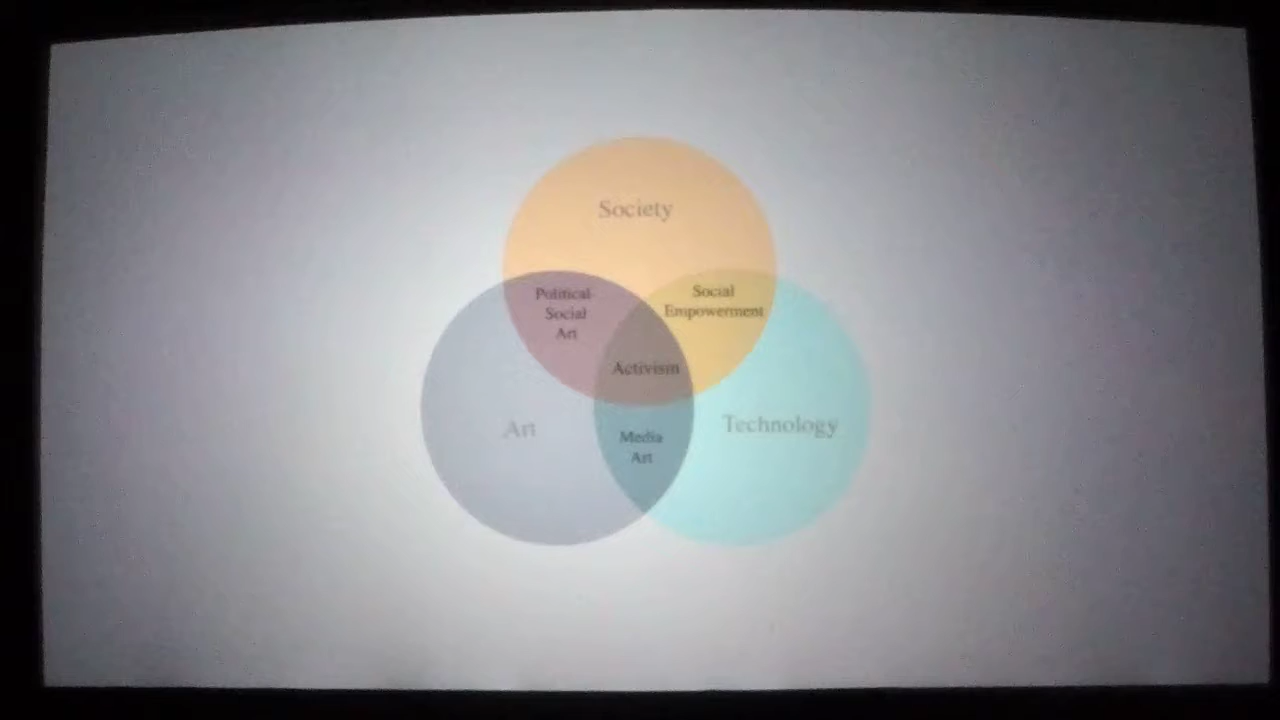 Society
Political-
Social
Art
Social
Empowerment
Activism
Art
Technology
Media
Art